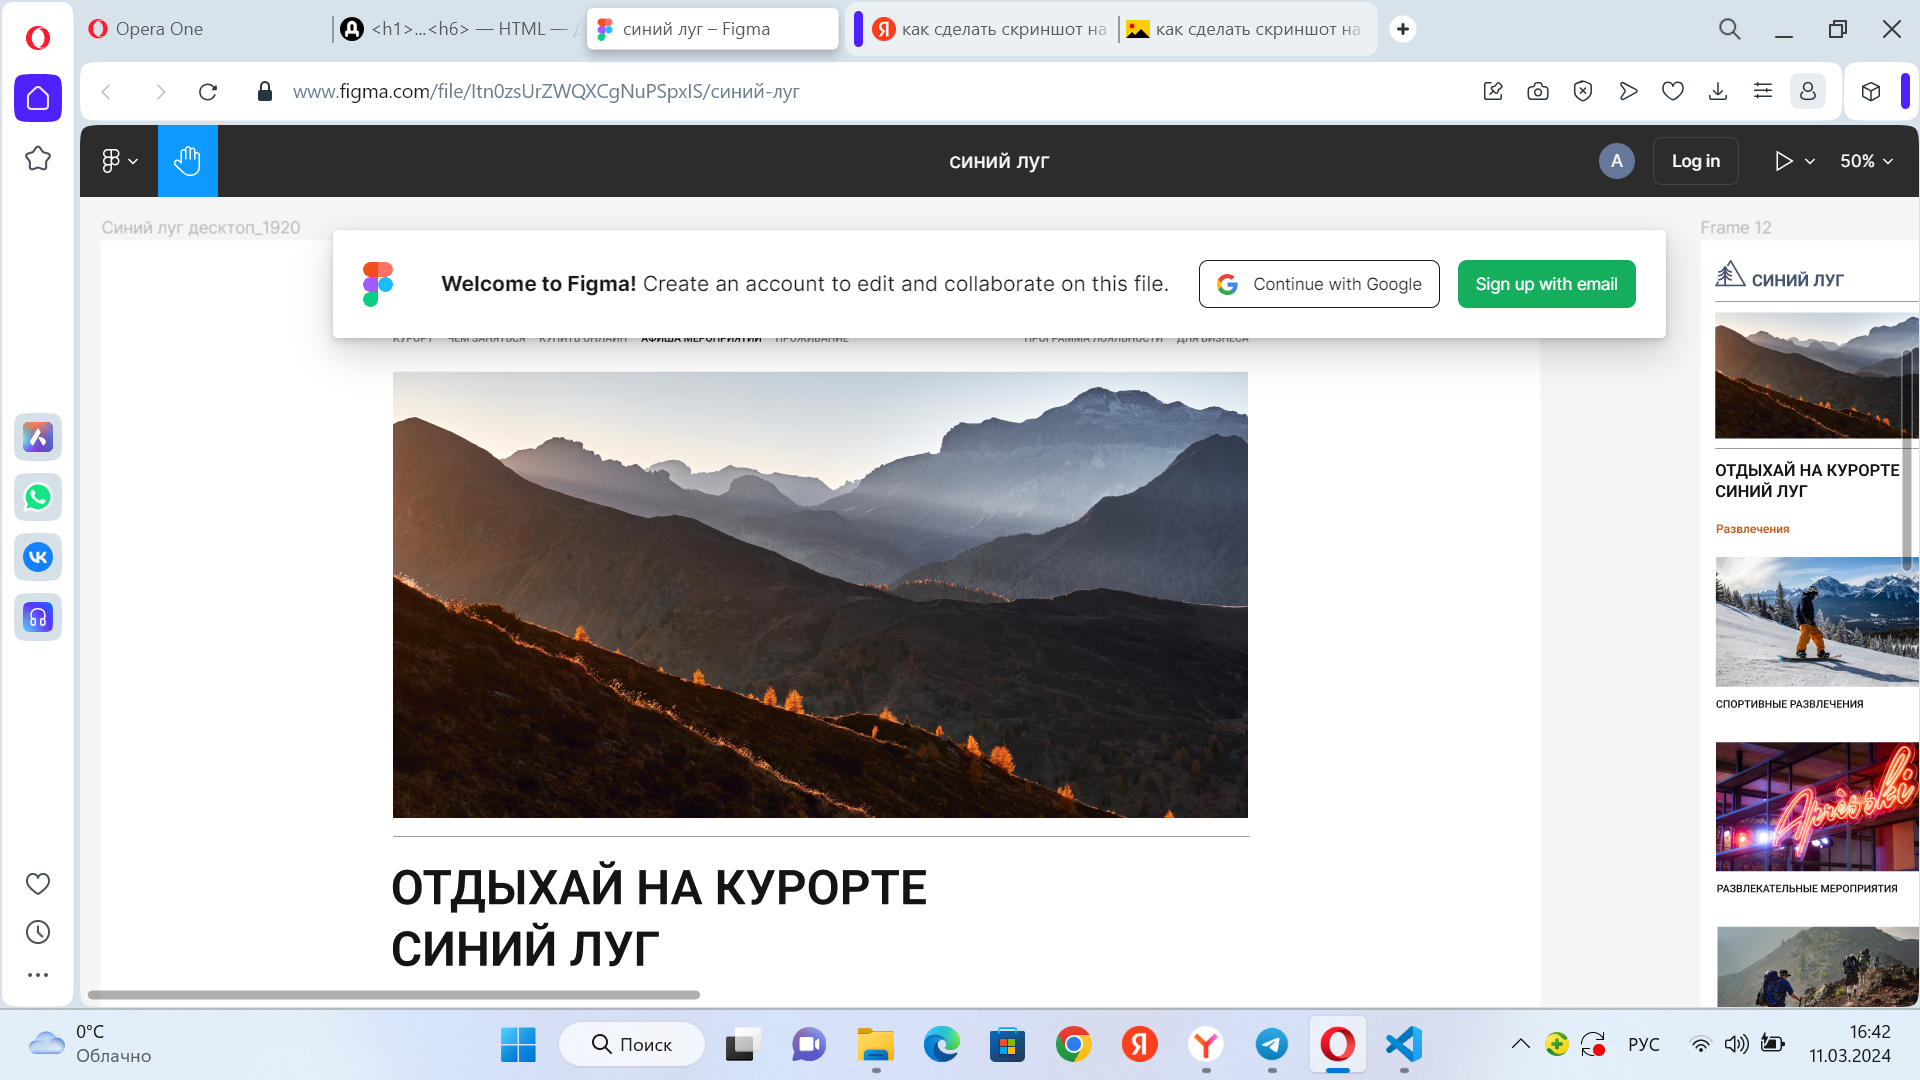 Opera One
<h1>…<h6> — HTML —
синий луг – Figma
как сделать скриншот на
как сделать скриншот на
www.figma.com/file/Itn0zsUrZWQXCgNuPSpxIS/синий-луг
синий луг
A
Log in
50%
Синий луг десктоп_1920
Frame 12
Welcome to Figma! Create an account to edit and collaborate on this file.
Continue with Google
Sign up with email
КУРОРТ ЧЕМ ЗАНЯТЬСЯ КУПИТЬ ОНЛАЙН АФИША МЕРОПРИЯТИЙ ПРОЖИВАНИЕ ПРОГРАММА ЛОЯЛЬНОСТИ ДЛЯ БИЗНЕСА
ОТДЫХАЙ НА КУРОРТЕ
СИНИЙ ЛУГ
СИНИЙ ЛУГ
ОТДЫХАЙ НА КУРОРТЕ
СИНИЙ ЛУГ
Развлечения
СПОРТИВНЫЕ РАЗВЛЕЧЕНИЯ
Après ski
РАЗВЛЕКАТЕЛЬНЫЕ МЕРОПРИЯТИЯ
0°C
Облачно
Поиск
РУС
16:42
11.03.2024